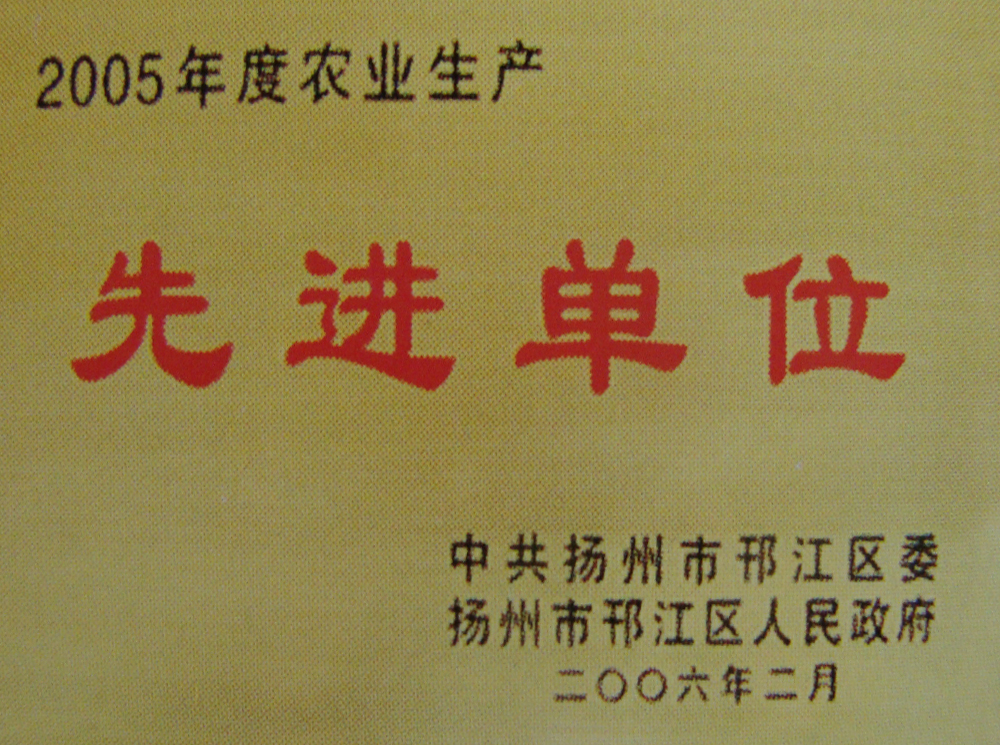 2005年度农业生产
先进单位
中共扬州市邗江区委
扬州市邗江区人民政府
二〇〇六年二月